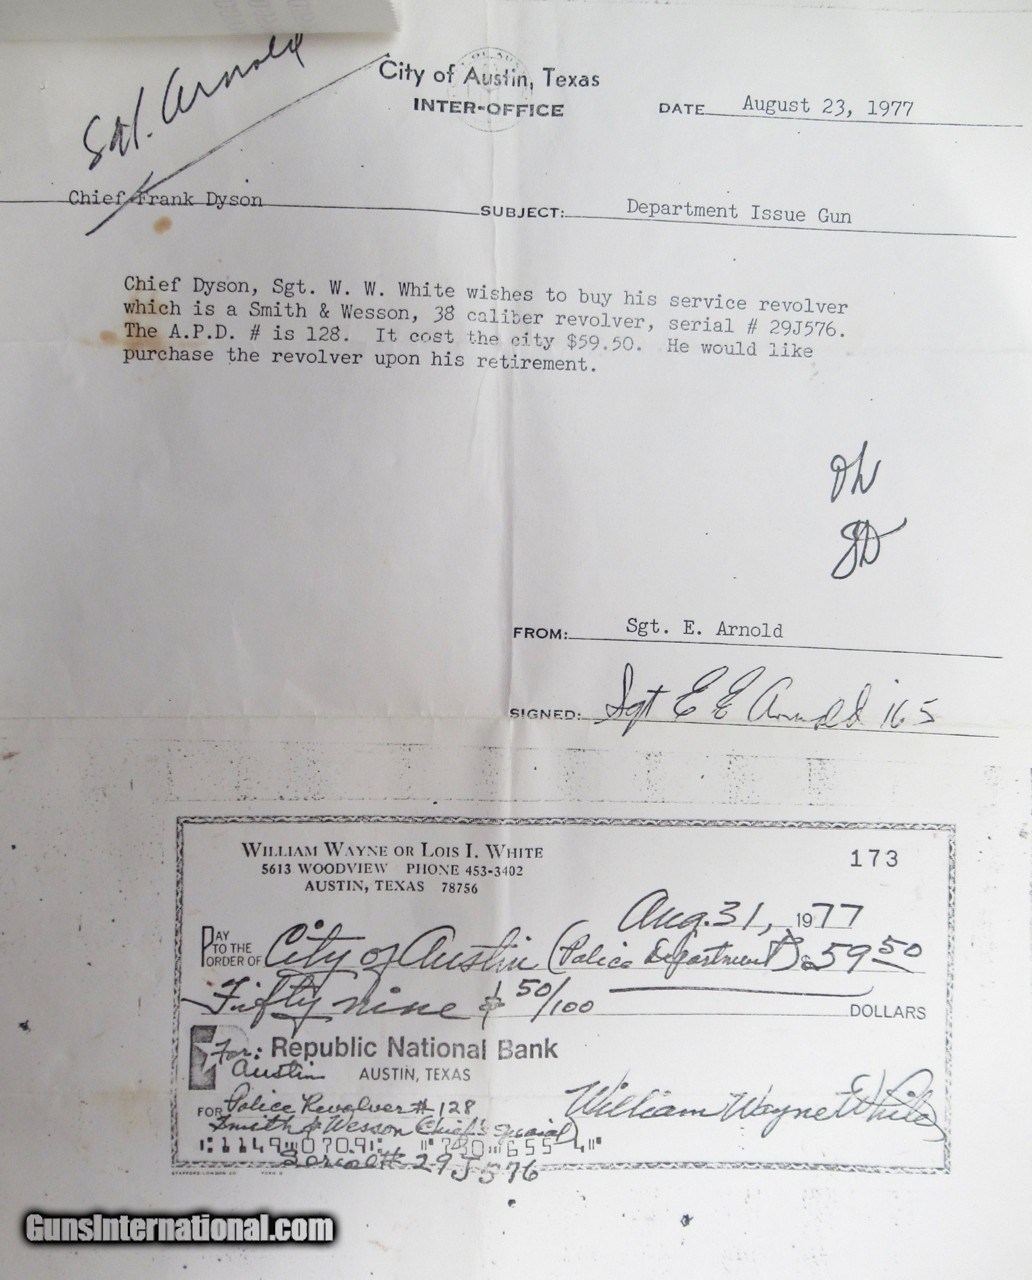 Sgt. Arnold
City of Austin, Texas
INTER-OFFICE
DATE August 23, 1977
Chief Frank Dyson
SUBJECT: Department Issue Gun
Chief Dyson, Sgt. W. W. White wishes to buy his service revolver
which is a Smith & Wesson, 38 caliber revolver, serial # 29J576.
The A.P.D. # is 128. It cost the city $59.50. He would like
purchase the revolver upon his retirement.
FROM: Sgt. E. Arnold
SIGNED: Sgt E E Arnold 165
WILLIAM WAYNE OR LOIS I. WHITE
173
5613 WOODVIEW PHONE 453-3402
AUSTIN, TEXAS 78756
Aug. 31, 1977
PAY TO THE ORDER OF City of Austin (Police Department) $59 50
Fifty nine & 50/100 DOLLARS
For: Republic National Bank
Austin AUSTIN, TEXAS
FOR Police Revolver # 128
William Wayne White
Smith & Wesson (Chief's Special)
Serial # 29J576
GunsInternational.com